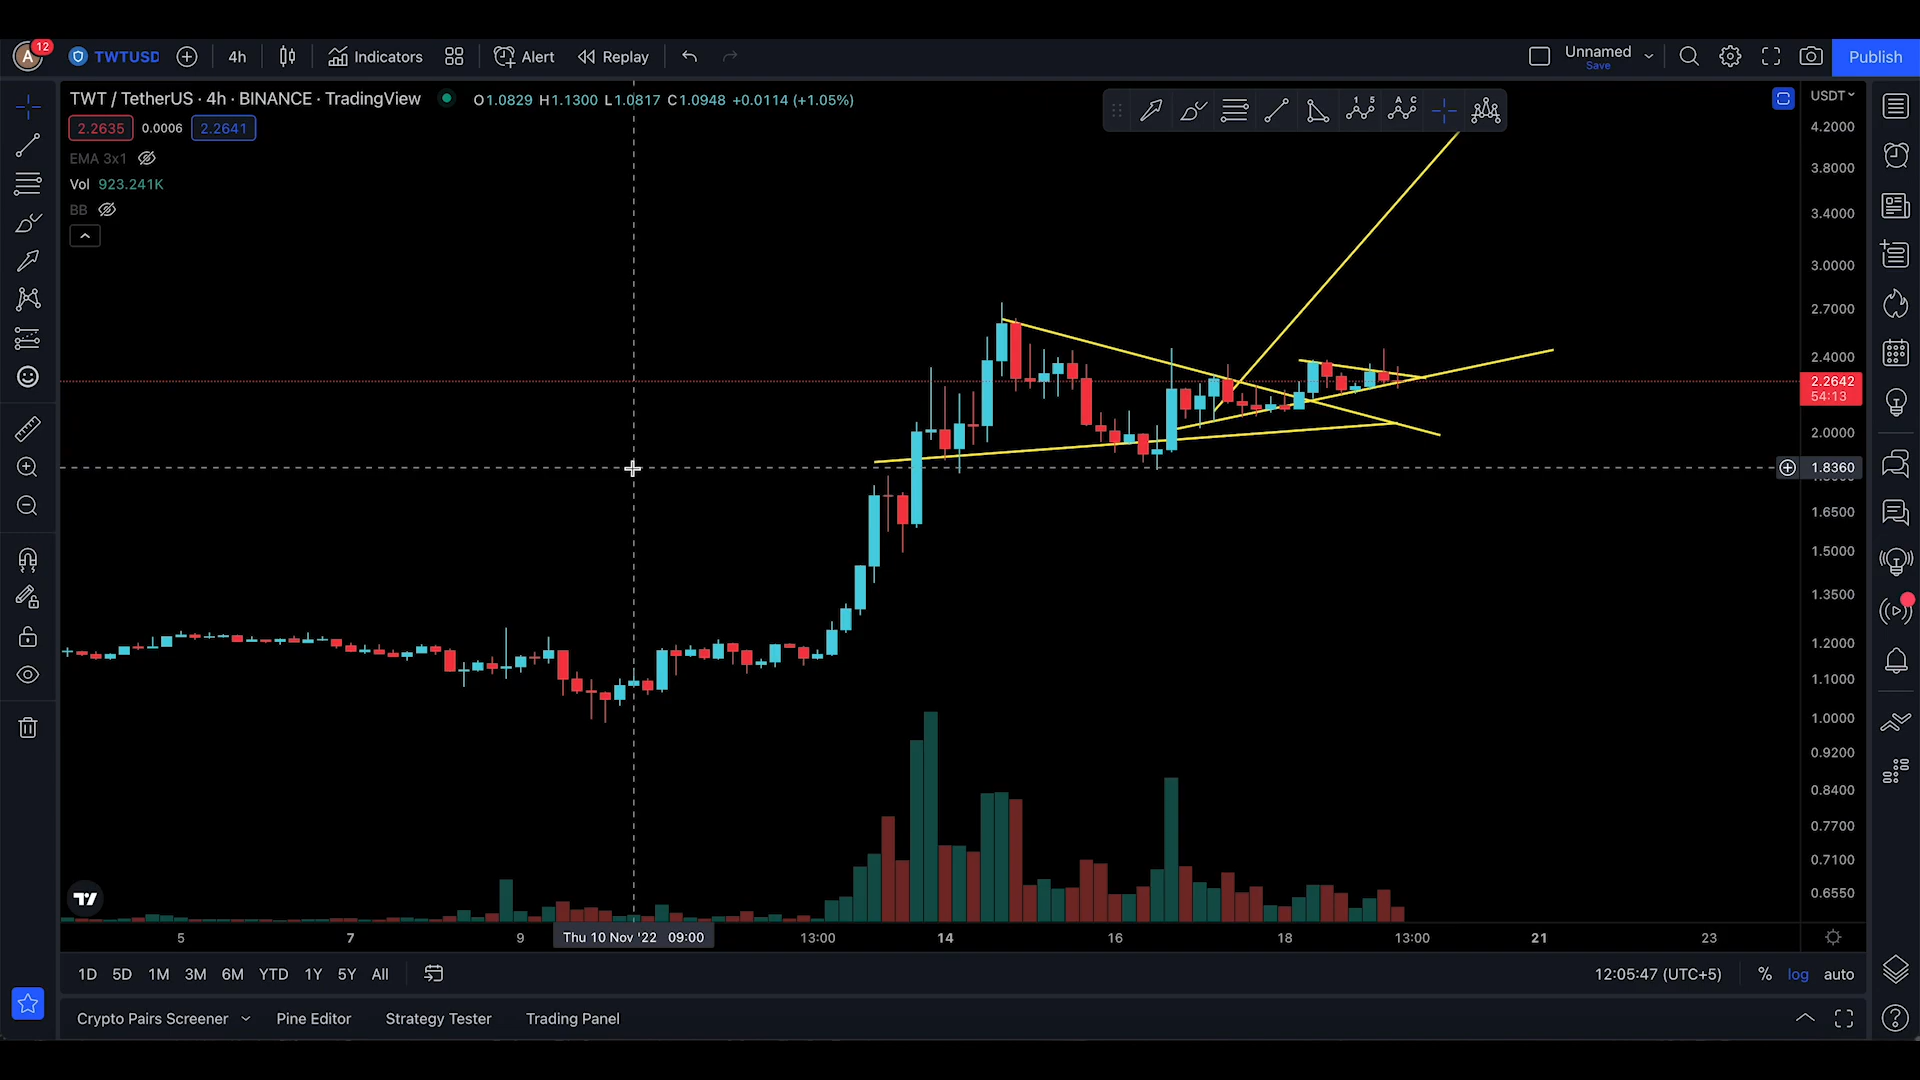 A 12 TWTUSD 4h Indicators Alert Replay Unnamed Save Publish
TWT / TetherUS · 4h · BINANCE · TradingView O1.0829 H1.1300 L1.0817 C1.0948 +0.0114 (+1.05%)
2.2635 0.0006 2.2641
EMA 3x1
Vol 923.241K
BB
1 5 A C
USDT
4.2000
3.8000
3.4000
3.0000
2.7000
2.4000
2.2642
54:13
2.0000
1.8360
1.6500
1.5000
1.3500
1.2000
1.1000
1.0000
0.9200
0.8400
0.7700
0.7100
0.6550
5 7 9 Thu 10 Nov '22 09:00 13:00 14 16 18 13:00 21 23
1D 5D 1M 3M 6M YTD 1Y 5Y All 12:05:47 (UTC+5) % log auto
Crypto Pairs Screener Pine Editor Strategy Tester Trading Panel